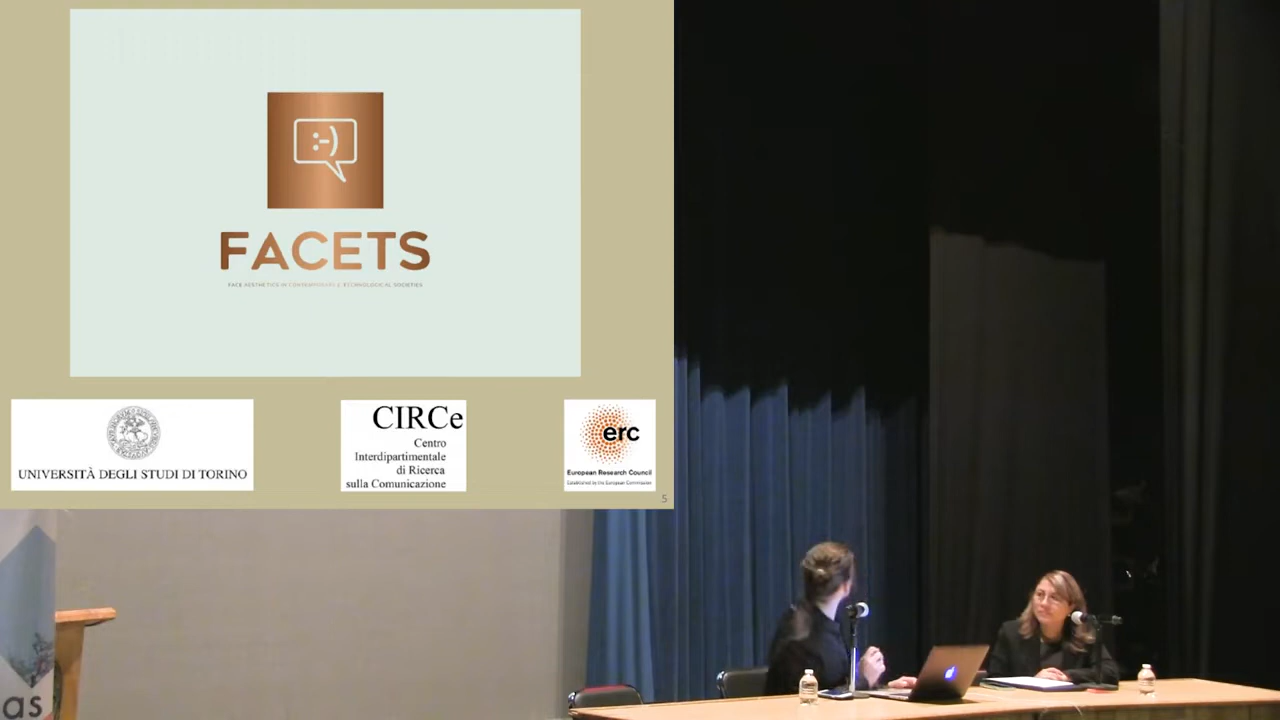 :-)
FACETS
FACE AESTHETICS IN CONTEMPORARY E-TECHNOLOGICAL SOCIETIES
UNIVERSITÀ DEGLI STUDI DI TORINO
CIRCe
Centro
Interdipartimentale
di Ricerca
sulla Comunicazione
erc
European Research Council
Established by the European Commission
5
as